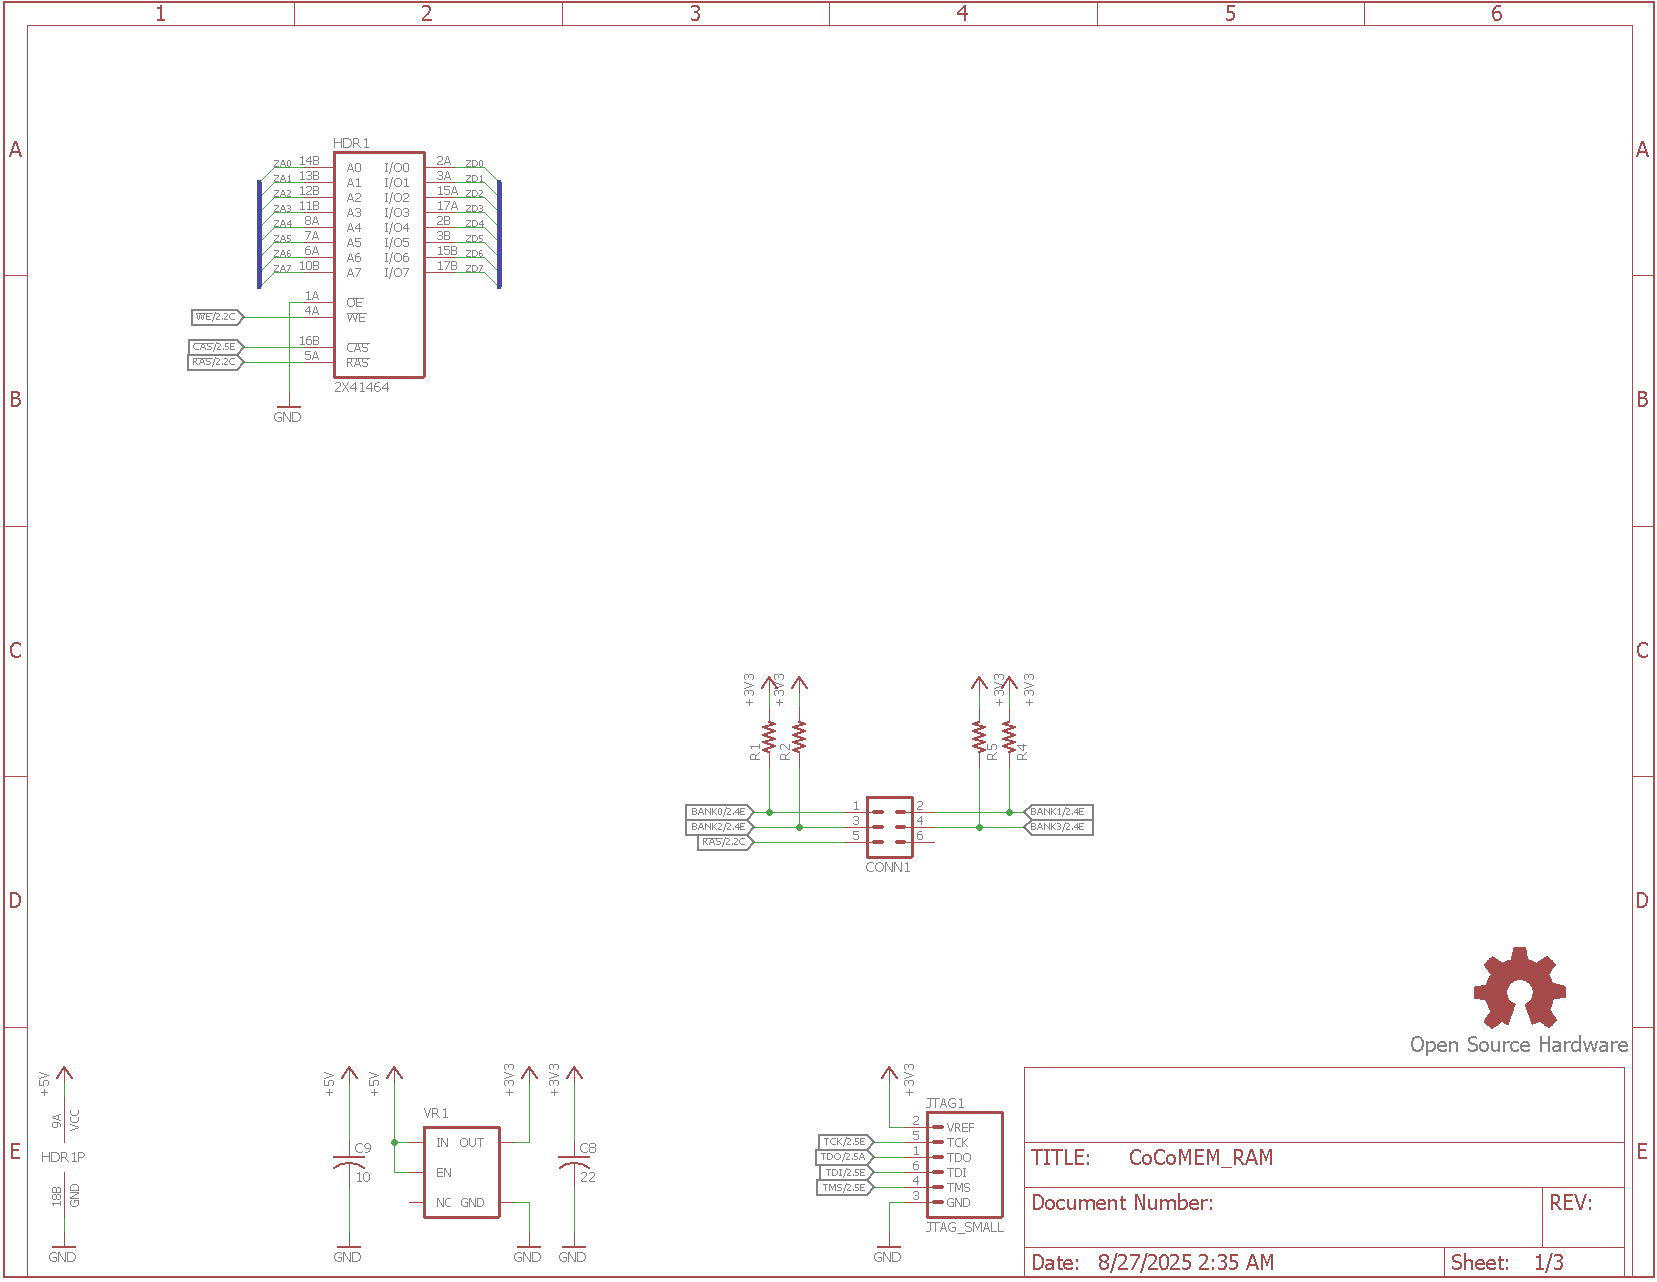 1 2 3 4 5 6
A A
HDR1
ZA0 14B A0 I/O0 2A ZD0
ZA1 13B A1 I/O1 3A ZD1
ZA2 12B A2 I/O2 15A ZD2
ZA3 11B A3 I/O3 17A ZD3
ZA4 8A A4 I/O4 2B ZD4
ZA5 7A A5 I/O5 3B ZD5
ZA6 6A A6 I/O6 15B ZD6
ZA7 10B A7 I/O7 17B ZD7
1A OE
WE/2.2C 4A WE
CAS/2.5E 16B CAS
RAS/2.2C 5A RAS
2X41464
B B
GND
C C
+3V3 +3V3 +3V3 +3V3
R1 R2 R5 R4
BANK0/2.4E 1 2 BANK1/2.4E
BANK2/2.4E 3 4 BANK3/2.4E
RAS/2.2C 5 6
CONN1
D D
Open Source Hardware
+5V +5V +5V +3V3 +3V3 +3V3
9A VCC
HDR1P
18B GND
GND
C9
10
GND
VR1
IN OUT
EN
NC GND
GND
C8
22
GND
JTAG1
2 VREF
TCK/2.5E 5 TCK
TDO/2.5A 1 TDO
TDI/2.5E 6 TDI
TMS/2.5E 4 TMS
3 GND
JTAG_SMALL
GND
E E
TITLE: CoCoMEM_RAM
Document Number: REV:
Date: 8/27/2025 2:35 AM Sheet: 1/3